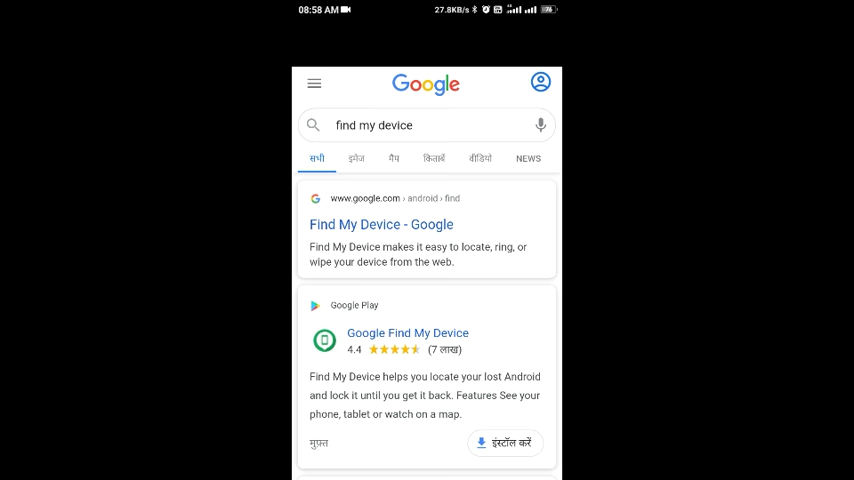 08:58 AM
27.8KB/s
76
Google
find my device
सभी इमेज मैप किताबें वीडियो NEWS
www.google.com › android › find
Find My Device - Google
Find My Device makes it easy to locate, ring, or
wipe your device from the web.
Google Play
Google Find My Device
4.4 (7 लाख)
Find My Device helps you locate your lost Android
and lock it until you get it back. Features See your
phone, tablet or watch on a map.
मुफ़्त
इंस्टॉल करें